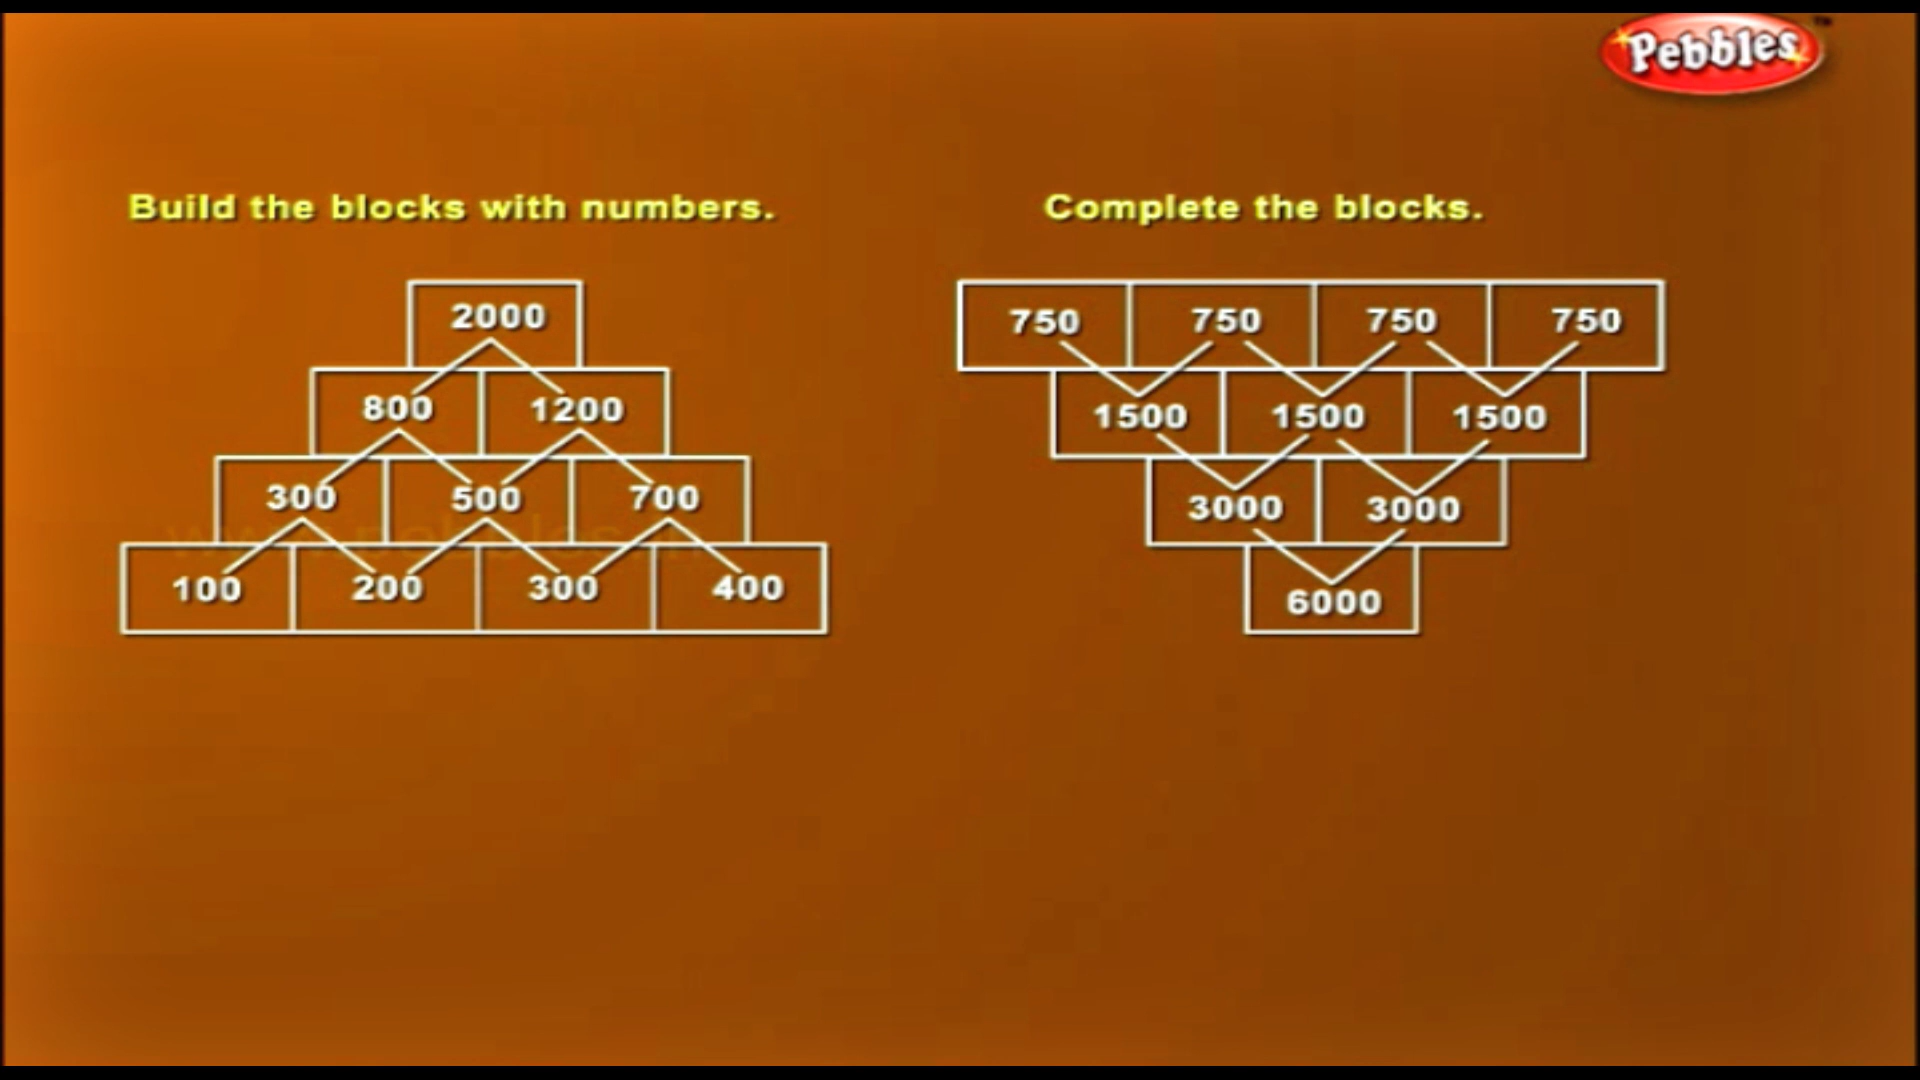 Pebbles™
Build the blocks with numbers.
2000
800 1200
300 500 700
100 200 300 400
Complete the blocks.
750 750 750 750
1500 1500 1500
3000 3000
6000